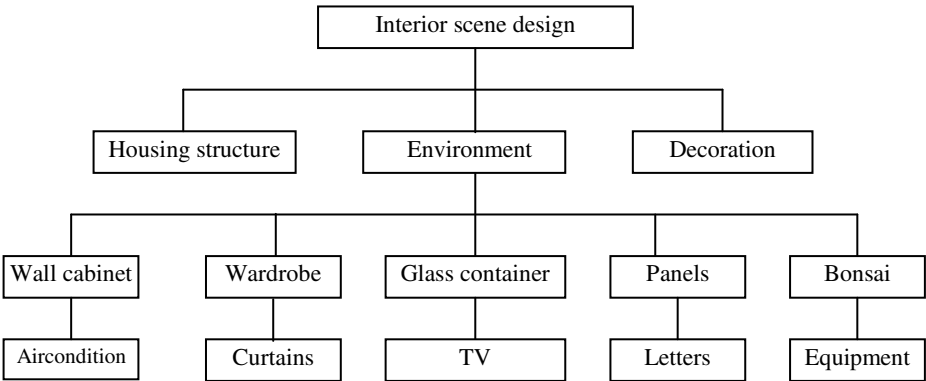 Interior scene design
Housing structure
Environment
Decoration
Wall cabinet
Wardrobe
Glass container
Panels
Bonsai
Aircondition
Curtains
TV
Letters
Equipment